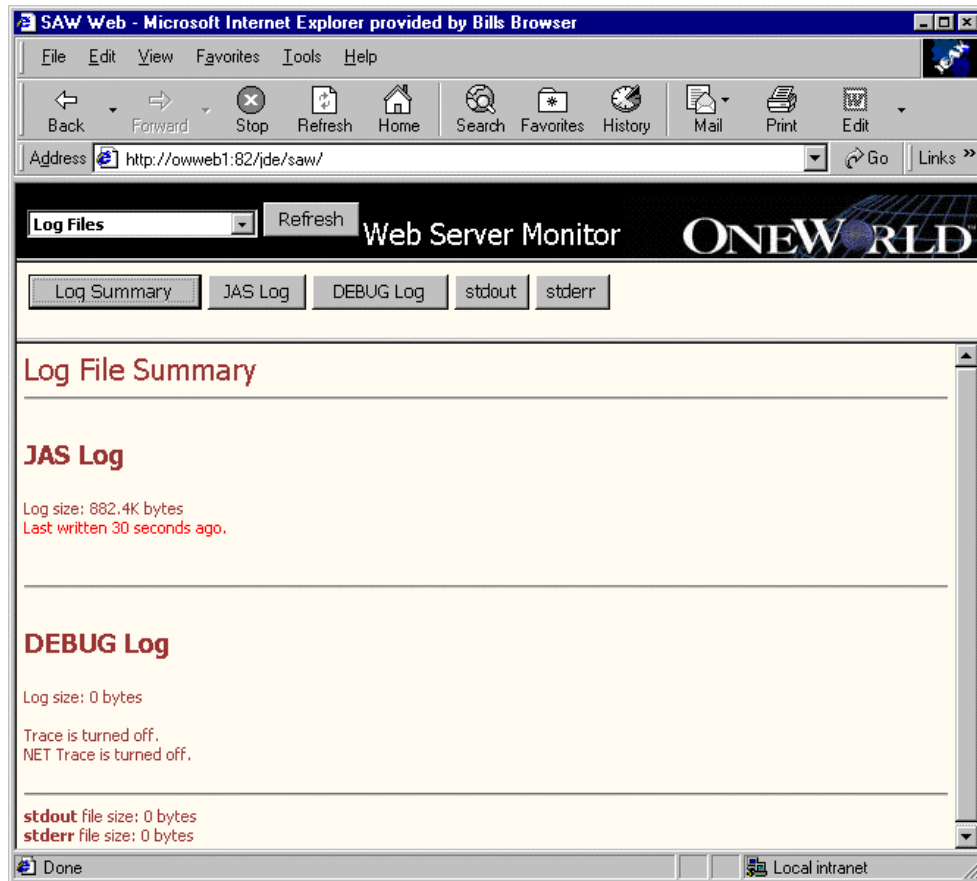 SAW Web - Microsoft Internet Explorer provided by Bills Browser
File Edit View Favorites Tools Help
Back Forward Stop Refresh Home Search Favorites History Mail Print Edit
Address http://owweb1:82/jde/saw/ Go Links »
Log Files Refresh Web Server Monitor ONEWORLD
Log Summary JAS Log DEBUG Log stdout stderr
Log File Summary
JAS Log
Log size: 882.4K bytes
Last written 30 seconds ago.
DEBUG Log
Log size: 0 bytes
Trace is turned off.
NET Trace is turned off.
stdout file size: 0 bytes
stderr file size: 0 bytes
Done Local intranet